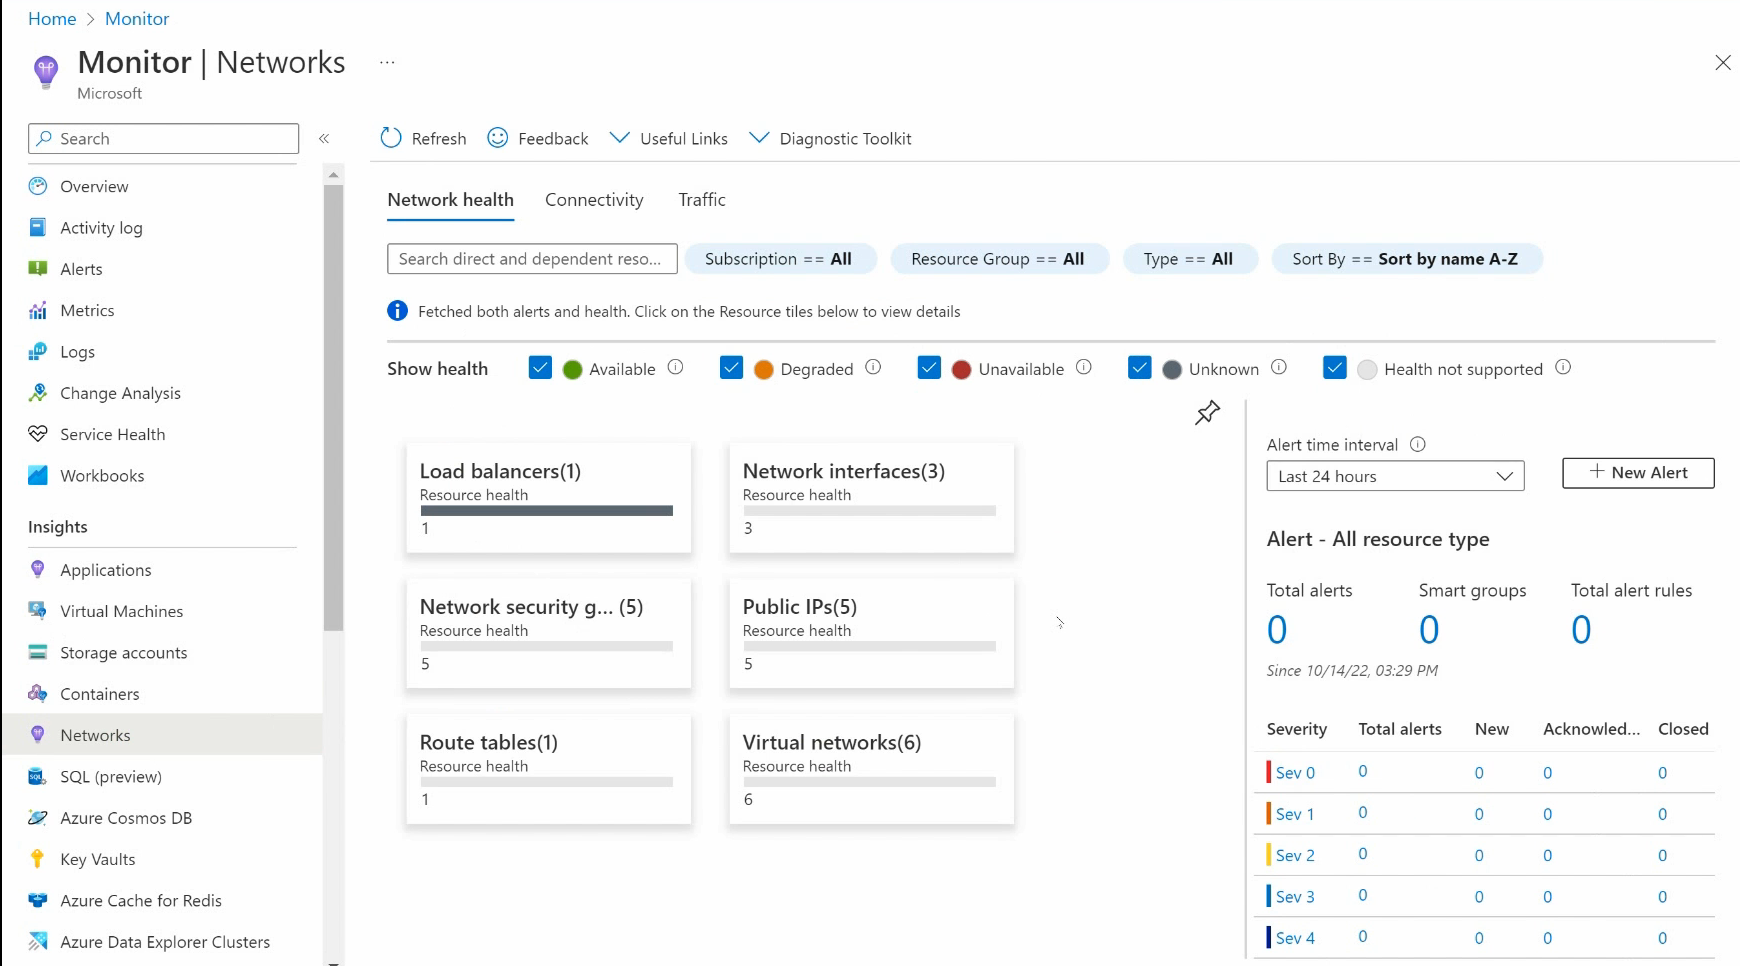 Home > Monitor
Monitor | Networks ...
Microsoft
Search
«
Overview
Activity log
Alerts
Metrics
Logs
Change Analysis
Service Health
Workbooks
Insights
Applications
Virtual Machines
Storage accounts
Containers
Networks
SQL (preview)
Azure Cosmos DB
Key Vaults
Azure Cache for Redis
Azure Data Explorer Clusters
Refresh Feedback Useful Links Diagnostic Toolkit
Network health Connectivity Traffic
Search direct and dependent reso... Subscription == All Resource Group == All Type == All Sort By == Sort by name A-Z
Fetched both alerts and health. Click on the Resource tiles below to view details
Show health Available Degraded Unavailable Unknown Health not supported
Load balancers(1)
Resource health
1
Network interfaces(3)
Resource health
3
Network security g... (5)
Resource health
5
Public IPs(5)
Resource health
5
Route tables(1)
Resource health
1
Virtual networks(6)
Resource health
6
Alert time interval
Last 24 hours
+ New Alert
Alert - All resource type
Total alerts Smart groups Total alert rules
0 0 0
Since 10/14/22, 03:29 PM
Severity Total alerts New Acknowled... Closed
Sev 0 0 0 0 0
Sev 1 0 0 0 0
Sev 2 0 0 0 0
Sev 3 0 0 0 0
Sev 4 0 0 0 0